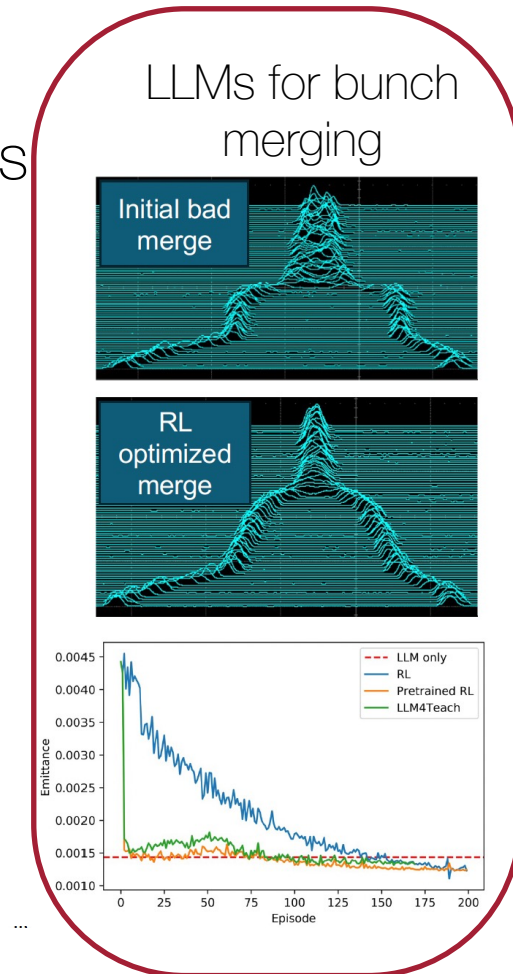 LLMs for bunch
merging
S
Initial bad
merge
RL
optimized
merge
0.0045
0.0040
0.0035
0.0030
0.0025
0.0020
0.0015
0.0010
Emittance
LLM only
RL
Pretrained RL
LLM4Teach
0 25 50 75 100 125 150 175 200
Episode
...